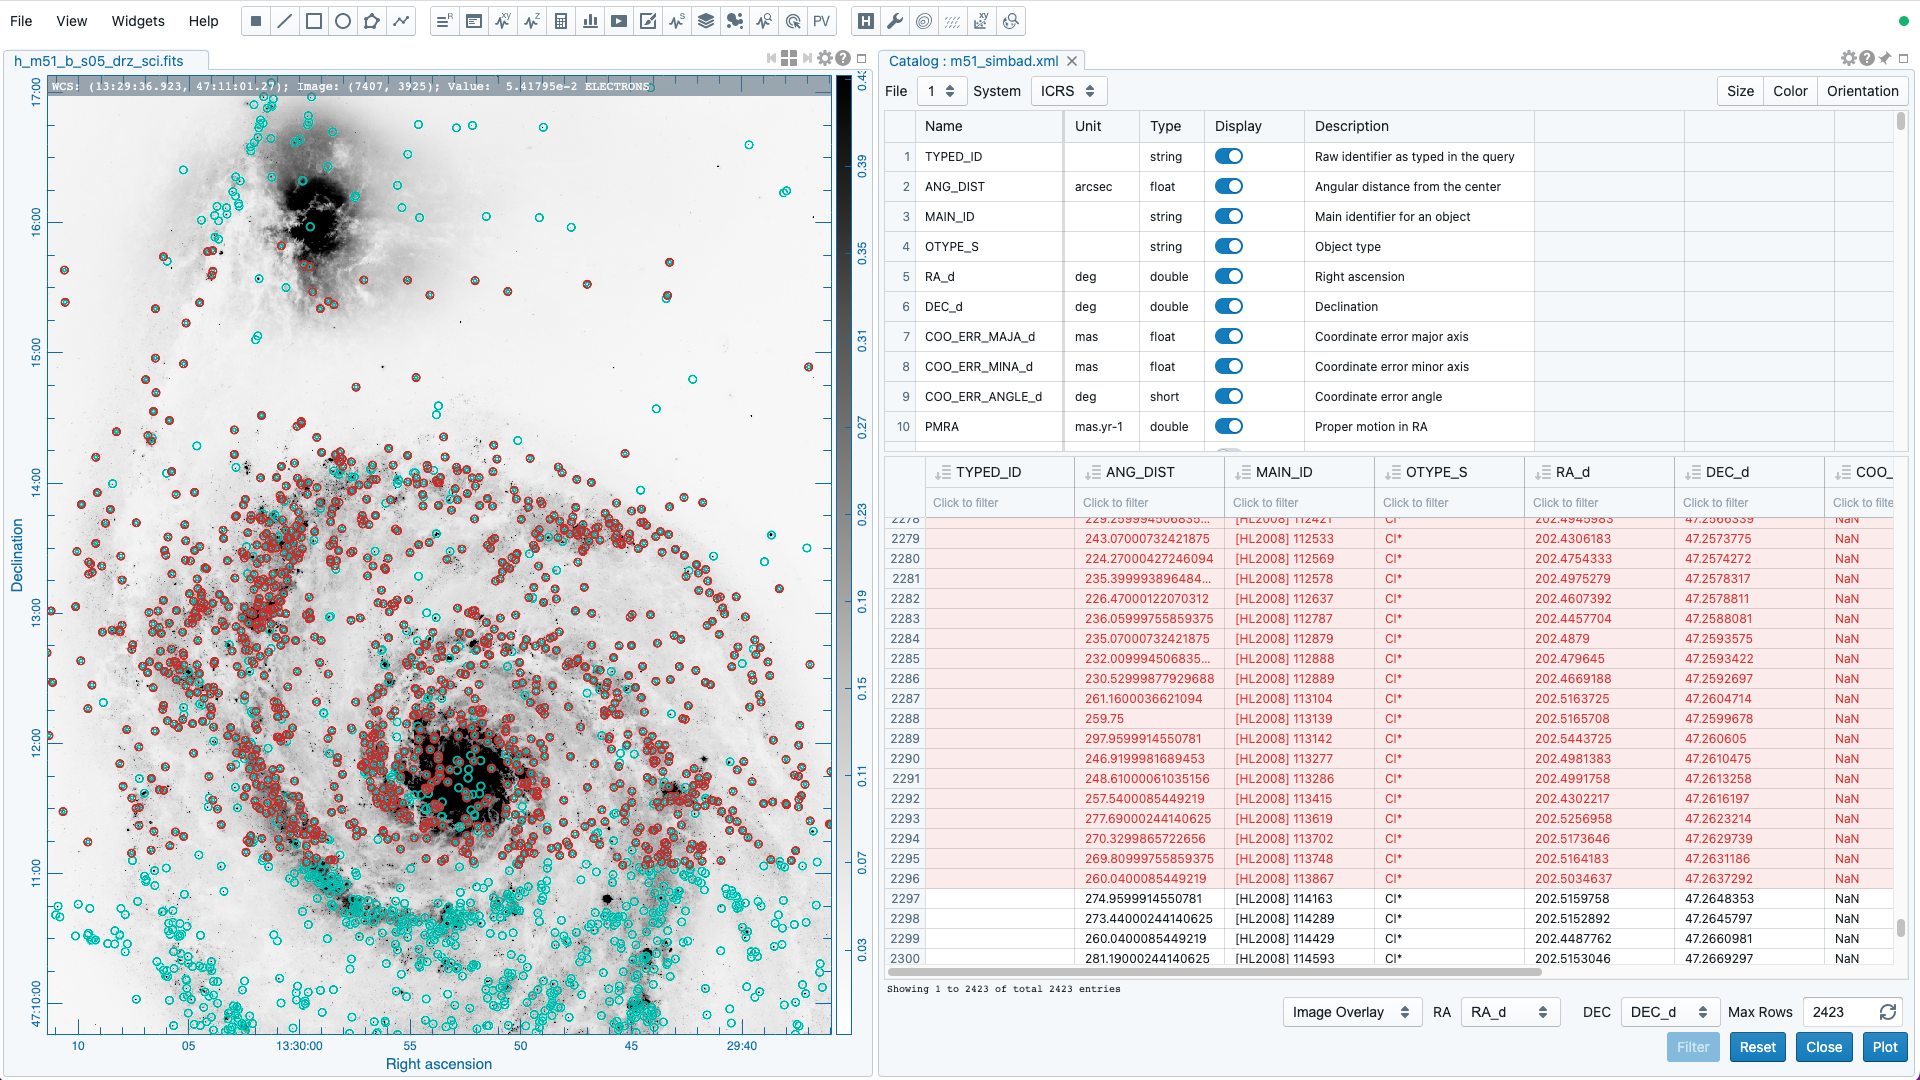 File View Widgets Help PV
h_m51_b_s05_drz_sci.fits
WCS: (13:29:36.923, 47:11:01.27); Image: (7407, 3925); Value: 5.41795e-2 ELECTRONS
17:00
16:00
15:00
14:00
13:00
12:00
11:00
47:10:00
Declination
10 05 13:30:00 55 50 45 29:40
Right ascension
0.39
0.35
0.31
0.27
0.23
0.19
0.15
0.11
0.07
0.03
Catalog : m51_simbad.xml
File 1 System ICRS Size Color Orientation
Name Unit Type Display Description
1 TYPED_ID string Raw identifier as typed in the query
2 ANG_DIST arcsec float Angular distance from the center
3 MAIN_ID string Main identifier for an object
4 OTYPE_S string Object type
5 RA_d deg double Right ascension
6 DEC_d deg double Declination
7 COO_ERR_MAJA_d mas float Coordinate error major axis
8 COO_ERR_MINA_d mas float Coordinate error minor axis
9 COO_ERR_ANGLE_d deg short Coordinate error angle
10 PMRA mas.yr-1 double Proper motion in RA
TYPED_ID ANG_DIST MAIN_ID OTYPE_S RA_d DEC_d COO_
Click to filter Click to filter Click to filter Click to filter Click to filter Click to filter Click to filte
2278 229.259994506835... [HL2008] 112421 Cl* 202.4945983 47.2566339 NaN
2279 243.07000732421875 [HL2008] 112533 Cl* 202.4306183 47.2573775 NaN
2280 224.27000427246094 [HL2008] 112569 Cl* 202.4754333 47.2574272 NaN
2281 235.399993896484... [HL2008] 112578 Cl* 202.4975279 47.2578317 NaN
2282 226.47000122070312 [HL2008] 112637 Cl* 202.4607392 47.2578811 NaN
2283 236.05999755859375 [HL2008] 112787 Cl* 202.4457704 47.2588081 NaN
2284 235.07000732421875 [HL2008] 112879 Cl* 202.4879 47.2593575 NaN
2285 232.009994506835... [HL2008] 112888 Cl* 202.479645 47.2593422 NaN
2286 230.52999877929688 [HL2008] 112889 Cl* 202.4669188 47.2592697 NaN
2287 261.1600036621094 [HL2008] 113104 Cl* 202.5163725 47.2604714 NaN
2288 259.75 [HL2008] 113139 Cl* 202.5165708 47.2599678 NaN
2289 297.9599914550781 [HL2008] 113142 Cl* 202.5443725 47.260605 NaN
2290 246.9199981689453 [HL2008] 113277 Cl* 202.4981383 47.2610475 NaN
2291 248.61000061035156 [HL2008] 113286 Cl* 202.4991758 47.2613258 NaN
2292 257.5400085449219 [HL2008] 113415 Cl* 202.4302217 47.2616197 NaN
2293 277.69000244140625 [HL2008] 113619 Cl* 202.5256958 47.2623214 NaN
2294 270.3299865722656 [HL2008] 113702 Cl* 202.5173646 47.2629739 NaN
2295 269.80999755859375 [HL2008] 113748 Cl* 202.5164183 47.2631186 NaN
2296 260.0400085449219 [HL2008] 113867 Cl* 202.5034637 47.2637292 NaN
2297 274.9599914550781 [HL2008] 114163 Cl* 202.5159758 47.2648353 NaN
2298 273.44000244140625 [HL2008] 114289 Cl* 202.5152892 47.2645797 NaN
2299 260.0400085449219 [HL2008] 114429 Cl* 202.4487762 47.2660981 NaN
2300 281.19000244140625 [HL2008] 114593 Cl* 202.5153046 47.2669297 NaN
Showing 1 to 2423 of total 2423 entries
Image Overlay RA RA_d DEC DEC_d Max Rows 2423
Filter Reset Close Plot